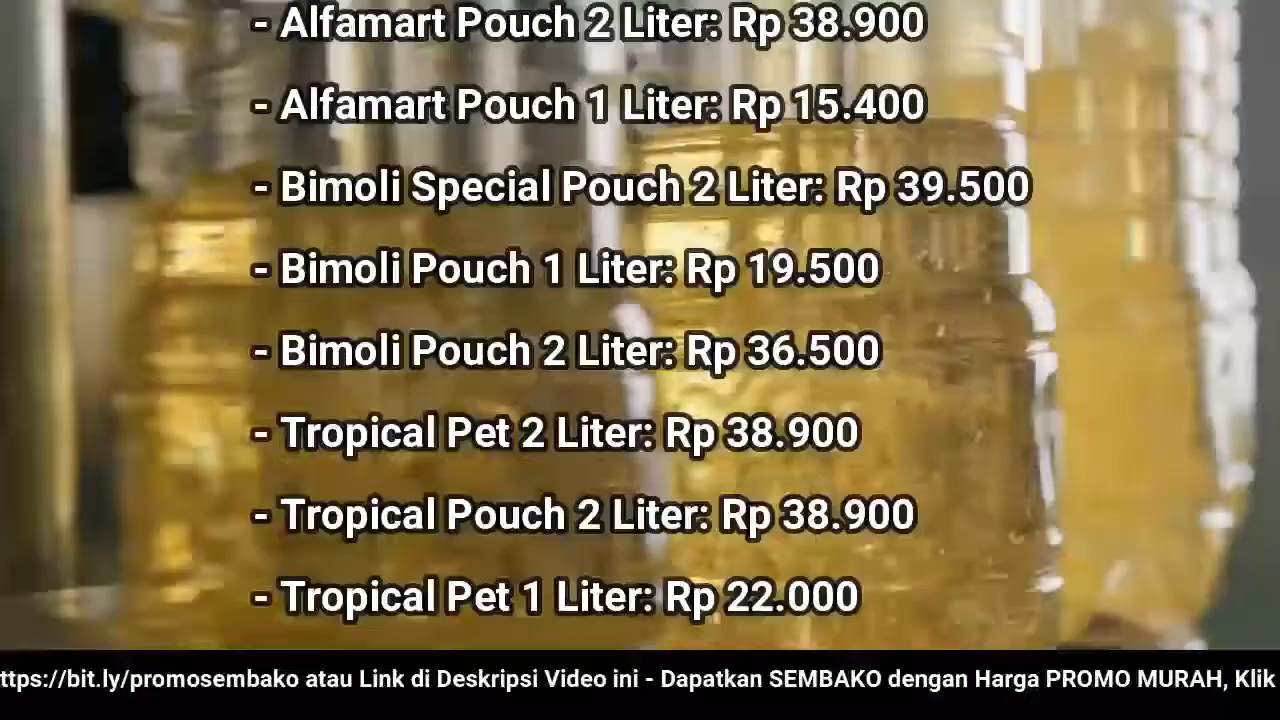 - Alfamart Pouch 2 Liter: Rp 38.900
- Alfamart Pouch 1 Liter: Rp 15.400
- Bimoli Special Pouch 2 Liter: Rp 39.500
- Bimoli Pouch 1 Liter: Rp 19.500
- Bimoli Pouch 2 Liter: Rp 36.500
- Tropical Pet 2 Liter: Rp 38.900
- Tropical Pouch 2 Liter: Rp 38.900
- Tropical Pet 1 Liter: Rp 22.000
ttps://bit.ly/promosembako atau Link di Deskripsi Video ini - Dapatkan SEMBAKO dengan Harga PROMO MURAH, Klik